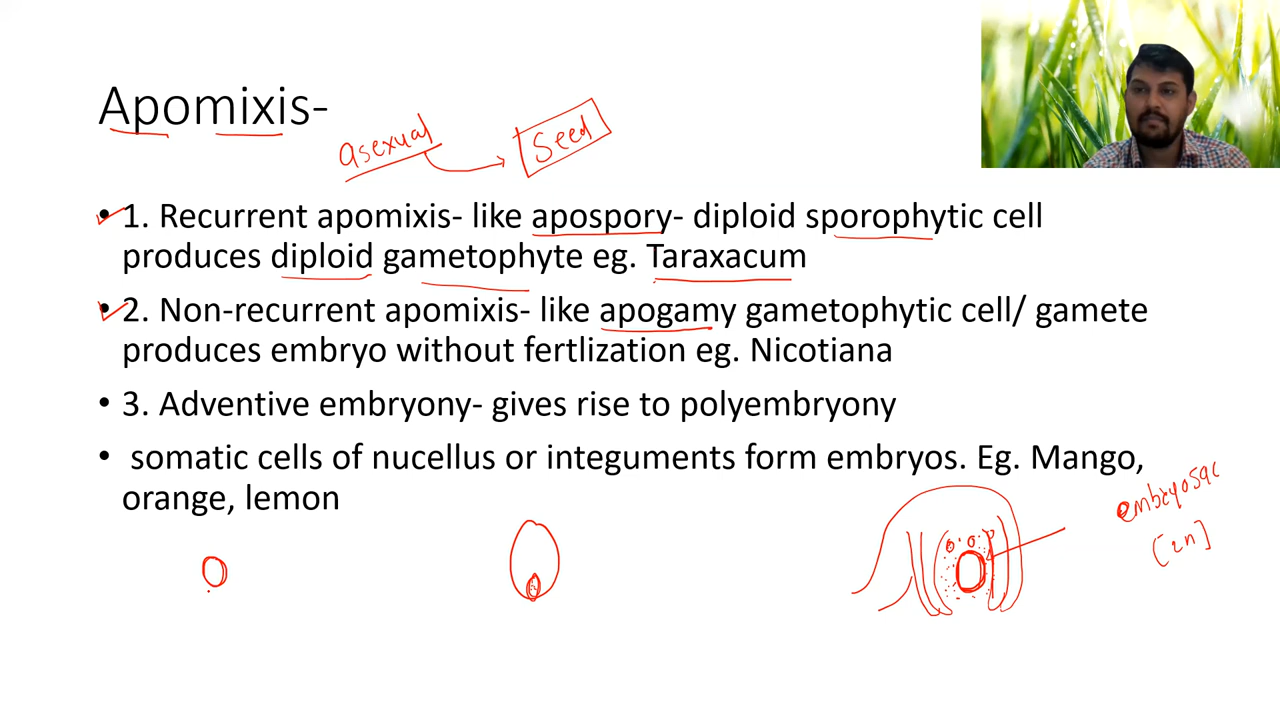 Apomixis-
asexual
Seed
• 1. Recurrent apomixis- like apospory- diploid sporophytic cell
produces diploid gametophyte eg. Taraxacum
• 2. Non-recurrent apomixis- like apogamy gametophytic cell/ gamete
produces embryo without fertlization eg. Nicotiana
• 3. Adventive embryony- gives rise to polyembryony
• somatic cells of nucellus or integuments form embryos. Eg. Mango,
orange, lemon
embryosac
[2n]